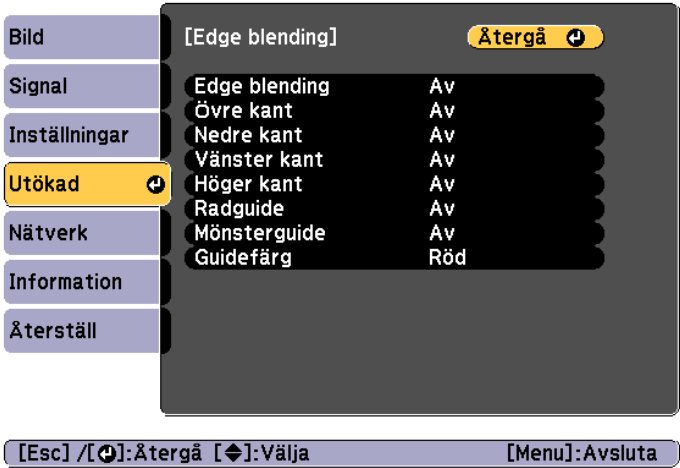 Bild
Signal
Inställningar
Utökad
Nätverk
Information
Återställ
[Edge blending] Återgå
Edge blending Av
Övre kant Av
Nedre kant Av
Vänster kant Av
Höger kant Av
Radguide Av
Mönsterguide Av
Guidefärg Röd
[Esc] /[⏎]:Återgå [◆]:Välja [Menu]:Avsluta